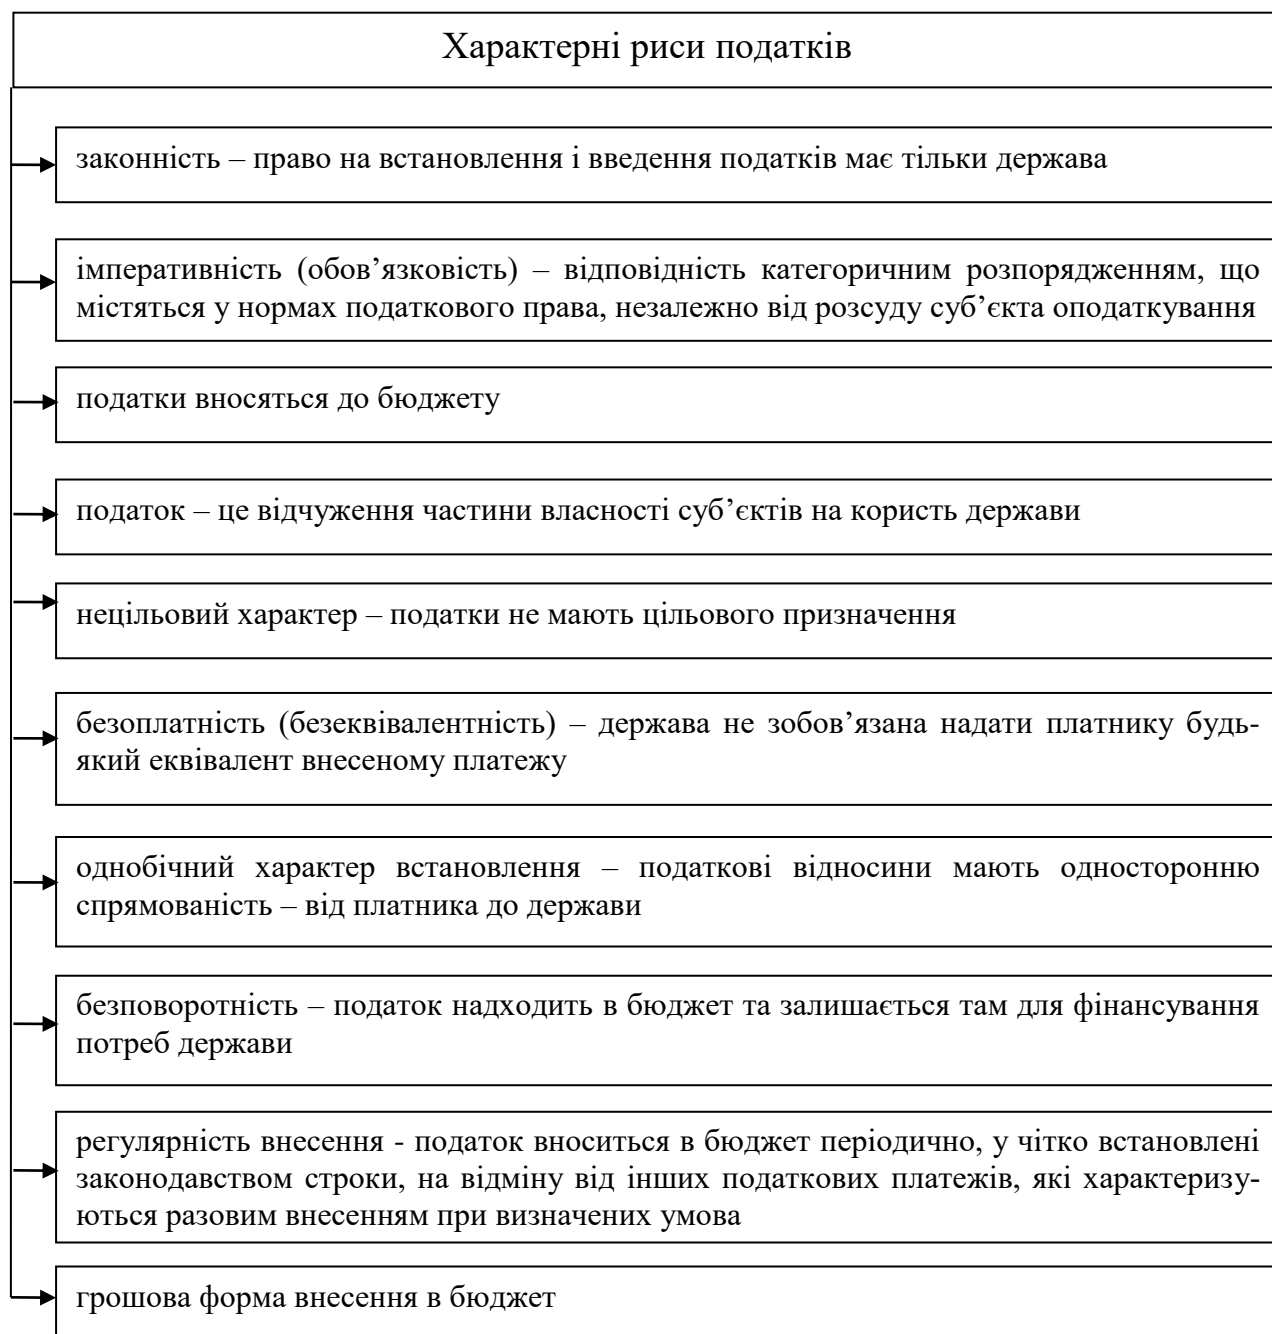 Характерні риси податків
законність – право на встановлення і введення податків має тільки держава
імперативність (обов’язковість) – відповідність категоричним розпорядженням, що
містяться у нормах податкового права, незалежно від розсуду суб’єкта оподаткування
податки вносяться до бюджету
податок – це відчуження частини власності суб’єктів на користь держави
нецільовий характер – податки не мають цільового призначення
безоплатність (безеквівалентність) – держава не зобов’язана надати платнику будь-
який еквівалент внесеному платежу
однобічний характер встановлення – податкові відносини мають односторонню
спрямованість – від платника до держави
безповоротність – податок надходить в бюджет та залишається там для фінансування
потреб держави
регулярність внесення - податок вноситься в бюджет періодично, у чітко встановлені
законодавством строки, на відміну від інших податкових платежів, які характеризу-
ються разовим внесенням при визначених умова
грошова форма внесення в бюджет